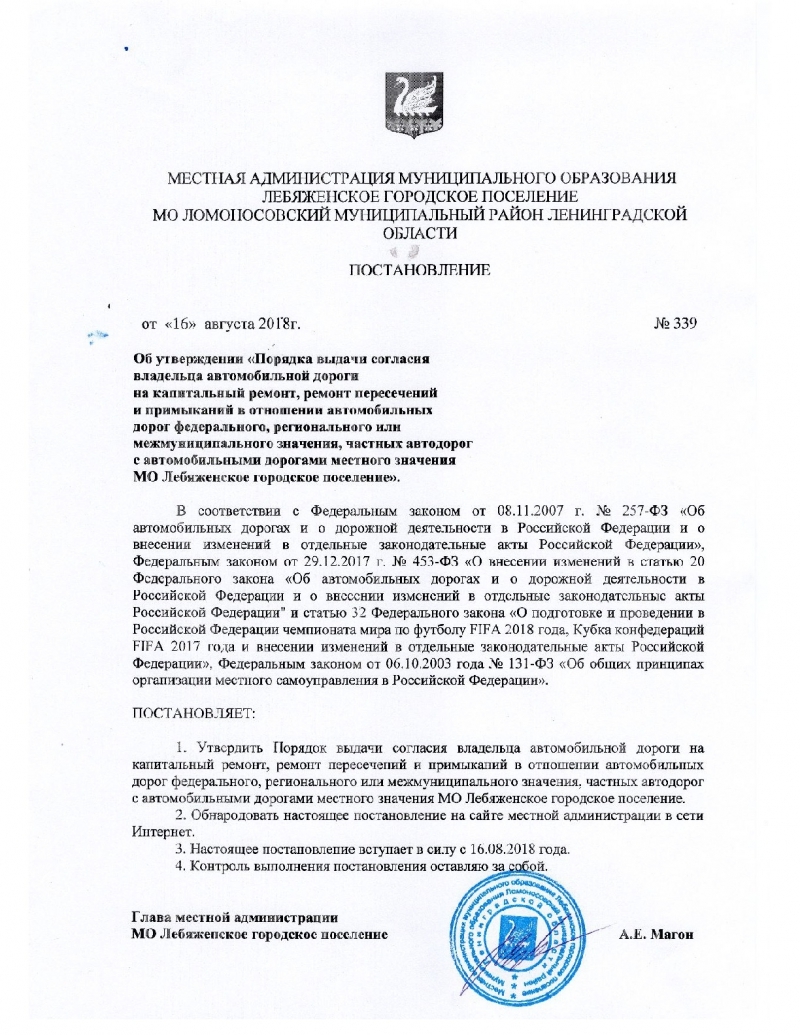 МЕСТНАЯ АДМИНИСТРАЦИЯ МУНИЦИПАЛЬНОГО ОБРАЗОВАНИЯ
ЛЕБЯЖЕНСКОЕ ГОРОДСКОЕ ПОСЕЛЕНИЕ
МО ЛОМОНОСОВСКИЙ МУНИЦИПАЛЬНЫЙ РАЙОН ЛЕНИНГРАДСКОЙ
ОБЛАСТИ
ПОСТАНОВЛЕНИЕ
от «16» августа 2018г. № 339
Об утверждении «Порядка выдачи согласия
владельца автомобильной дороги
на капитальный ремонт, ремонт пересечений
и примыканий в отношении автомобильных
дорог федерального, регионального или
межмуниципального значения, частных автодорог
с автомобильными дорогами местного значения
МО Лебяженское городское поселение».
В соответствии с Федеральным законом от 08.11.2007 г. № 257-ФЗ «Об
автомобильных дорогах и о дорожной деятельности в Российской Федерации и о
внесении изменений в отдельные законодательные акты Российской Федерации»,
Федеральным законом от 29.12.2017 г. № 453-ФЗ «О внесении изменений в статью 20
Федерального закона «Об автомобильных дорогах и о дорожной деятельности в
Российской Федерации и о внесении изменений в отдельные законодательные акты
Российской Федерации" и статью 32 Федерального закона «О подготовке и проведении в
Российской Федерации чемпионата мира по футболу FIFA 2018 года, Кубка конфедераций
FIFA 2017 года и внесении изменений в отдельные законодательные акты Российской
Федерации», Федеральным законом от 06.10.2003 года № 131-ФЗ «Об общих принципах
организации местного самоуправления в Российской Федерации».
ПОСТАНОВЛЯЕТ:
1. Утвердить Порядок выдачи согласия владельца автомобильной дороги на
капитальный ремонт, ремонт пересечений и примыканий в отношении автомобильных
дорог федерального, регионального или межмуниципального значения, частных автодорог
с автомобильными дорогами местного значения МО Лебяженское городское поселение.
2. Обнародовать настоящее постановление на сайте местной администрации в сети
Интернет.
3. Настоящее постановление вступает в силу с 16.08.2018 года.
4. Контроль выполнения постановления оставляю за собой.
Глава местной администрации
МО Лебяженское городское поселение А.Е. Магон